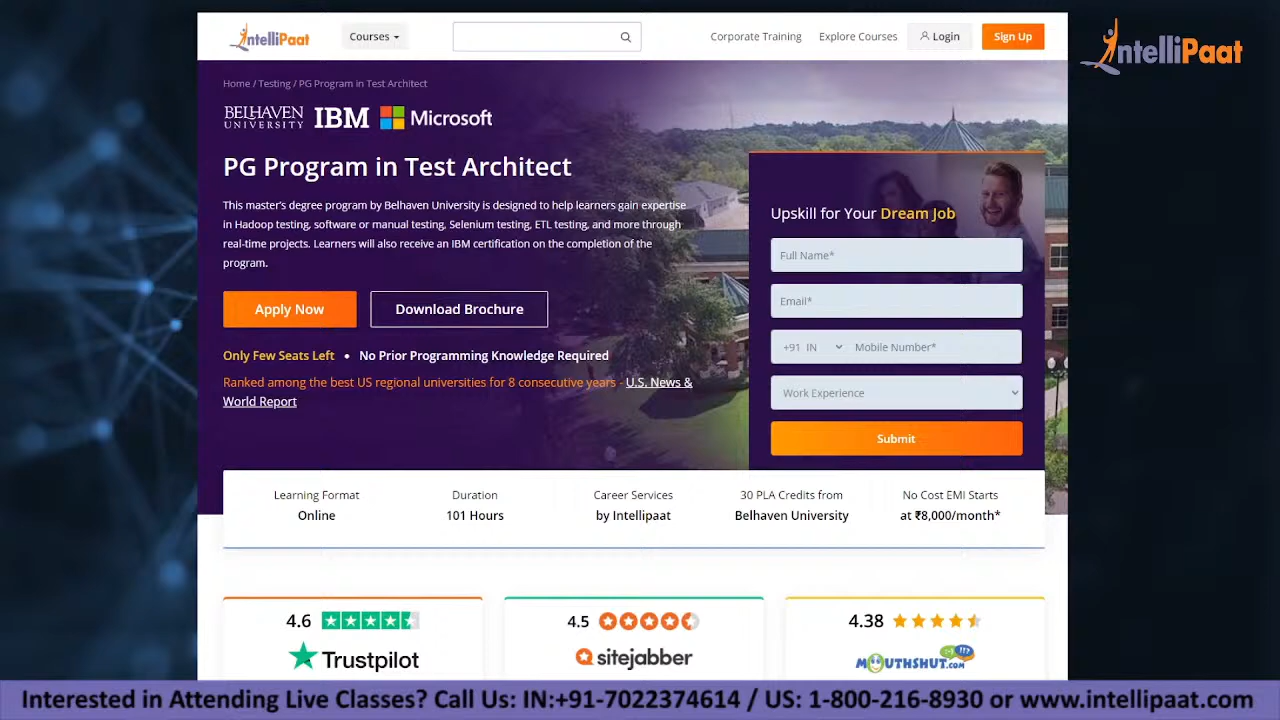 IntelliPaat
Courses
Corporate Training
Explore Courses
Login
Sign Up
IntelliPaat
Home / Testing / PG Program in Test Architect
BELHAVEN
UNIVERSITY
IBM
Microsoft
PG Program in Test Architect
This master's degree program by Belhaven University is designed to help learners gain expertise
in Hadoop testing, software or manual testing, Selenium testing, ETL testing, and more through
real-time projects. Learners will also receive an IBM certification on the completion of the
program.
Apply Now
Download Brochure
Only Few Seats Left • No Prior Programming Knowledge Required
Ranked among the best US regional universities for 8 consecutive years - U.S. News &
World Report
Upskill for Your Dream Job
Full Name*
Email*
+91 IN
Mobile Number*
Work Experience
Submit
Learning Format
Online
Duration
101 Hours
Career Services
by Intellipaat
30 PLA Credits from
Belhaven University
No Cost EMI Starts
at ₹8,000/month*
4.6
Trustpilot
4.5
sitejabber
4.38
MOUTHSHUT.COM
Interested in Attending Live Classes? Call Us: IN:+91-7022374614 / US: 1-800-216-8930 or www.intellipaat.com